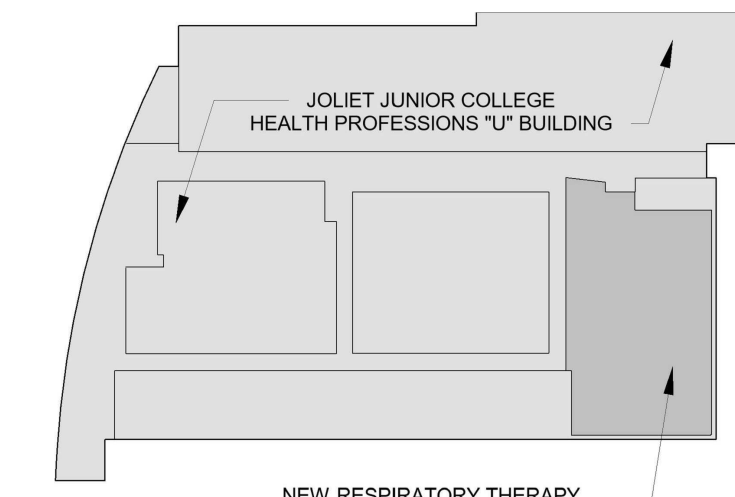 JOLIET JUNIOR COLLEGE
HEALTH PROFESSIONS "U" BUILDING
NEW RESPIRATORY THERAPY